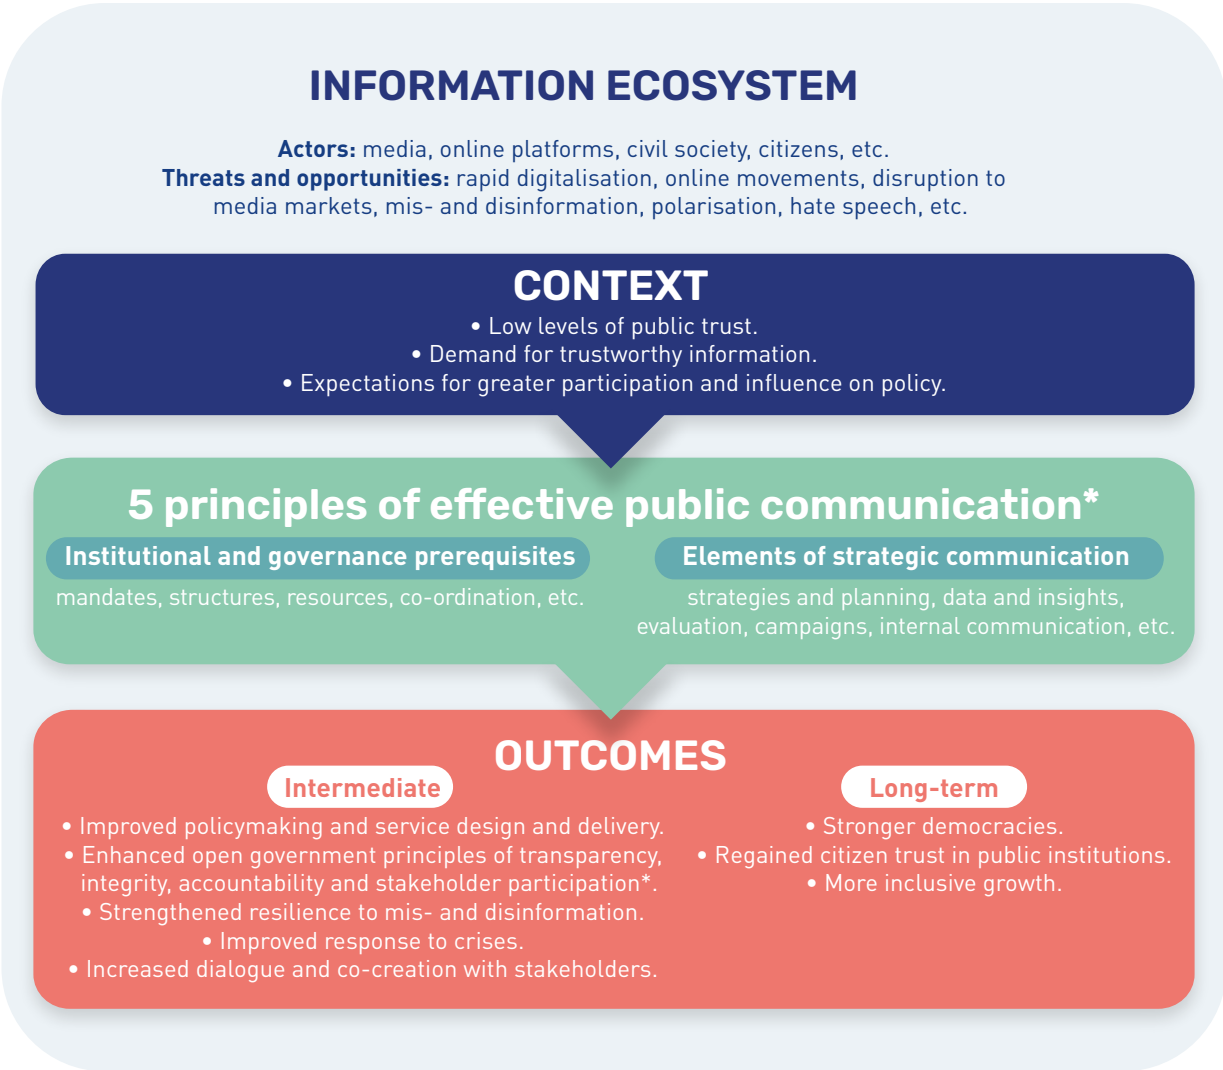 INFORMATION ECOSYSTEM
Actors: media, online platforms, civil society, citizens, etc.
Threats and opportunities: rapid digitalisation, online movements, disruption to
media markets, mis- and disinformation, polarisation, hate speech, etc.
CONTEXT
• Low levels of public trust.
• Demand for trustworthy information.
• Expectations for greater participation and influence on policy.
5 principles of effective public communication*
Institutional and governance prerequisites
mandates, structures, resources, co-ordination, etc.
Elements of strategic communication
strategies and planning, data and insights,
evaluation, campaigns, internal communication, etc.
OUTCOMES
Intermediate
• Improved policymaking and service design and delivery.
• Enhanced open government principles of transparency,
integrity, accountability and stakeholder participation*.
• Strengthened resilience to mis- and disinformation.
• Improved response to crises.
• Increased dialogue and co-creation with stakeholders.
Long-term
• Stronger democracies.
• Regained citizen trust in public institutions.
• More inclusive growth.